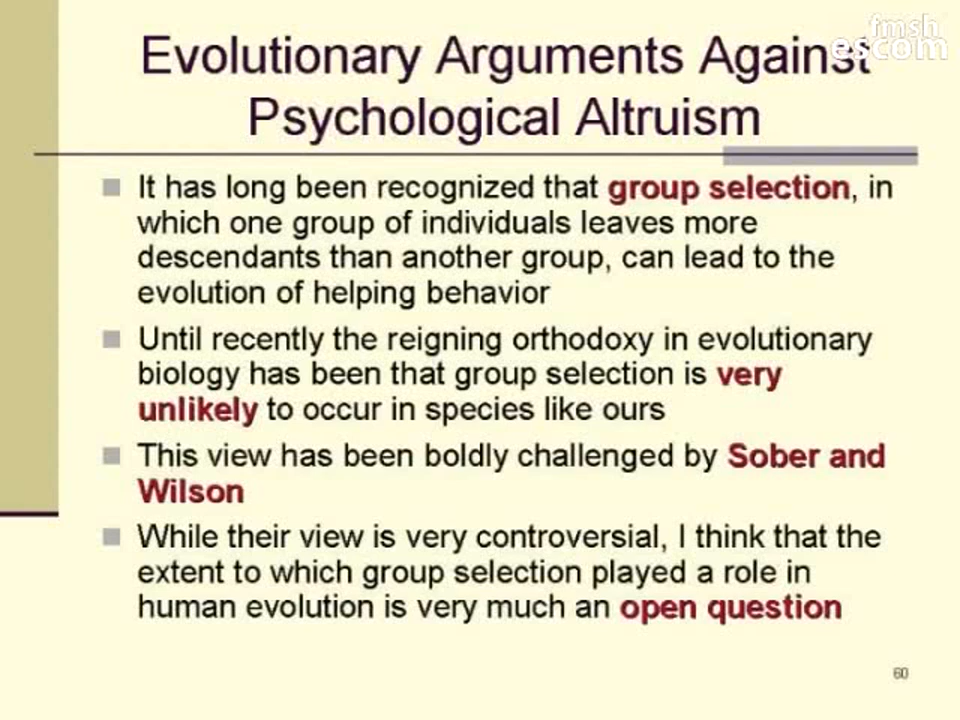 fmsh
escom
Evolutionary Arguments Against
Psychological Altruism
It has long been recognized that group selection, in
which one group of individuals leaves more
descendants than another group, can lead to the
evolution of helping behavior
Until recently the reigning orthodoxy in evolutionary
biology has been that group selection is very
unlikely to occur in species like ours
This view has been boldly challenged by Sober and
Wilson
While their view is very controversial, I think that the
extent to which group selection played a role in
human evolution is very much an open question
60